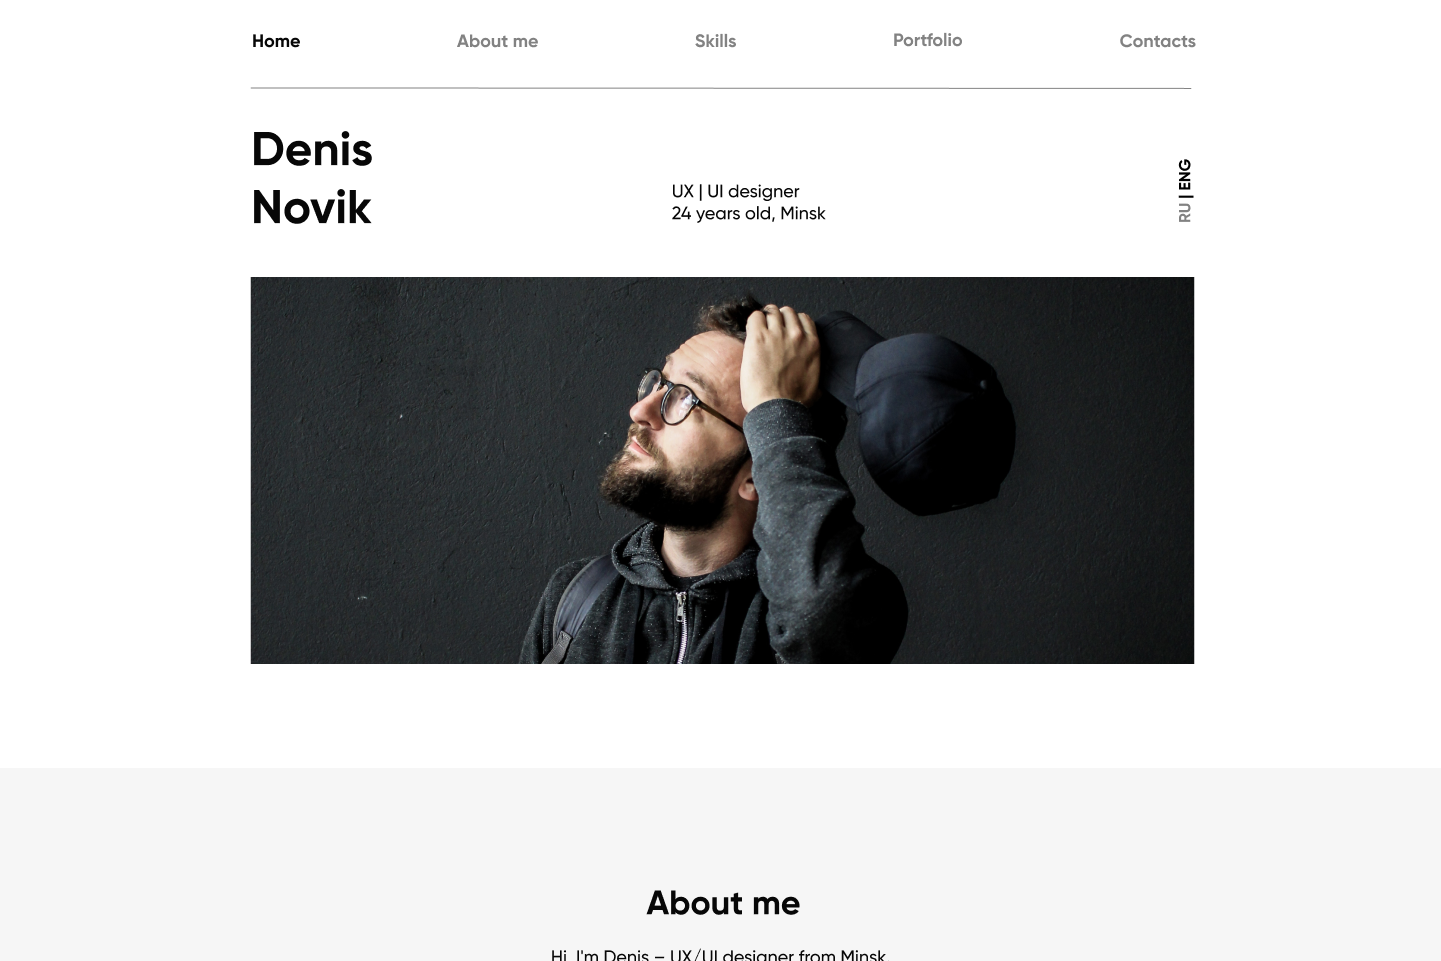 Home
About me
Skills
Portfolio
Contacts
Denis
Novik
UX | UI designer
24 years old, Minsk
RU | ENG
About me
Hi, I'm Denis – UX/UI designer from Minsk.